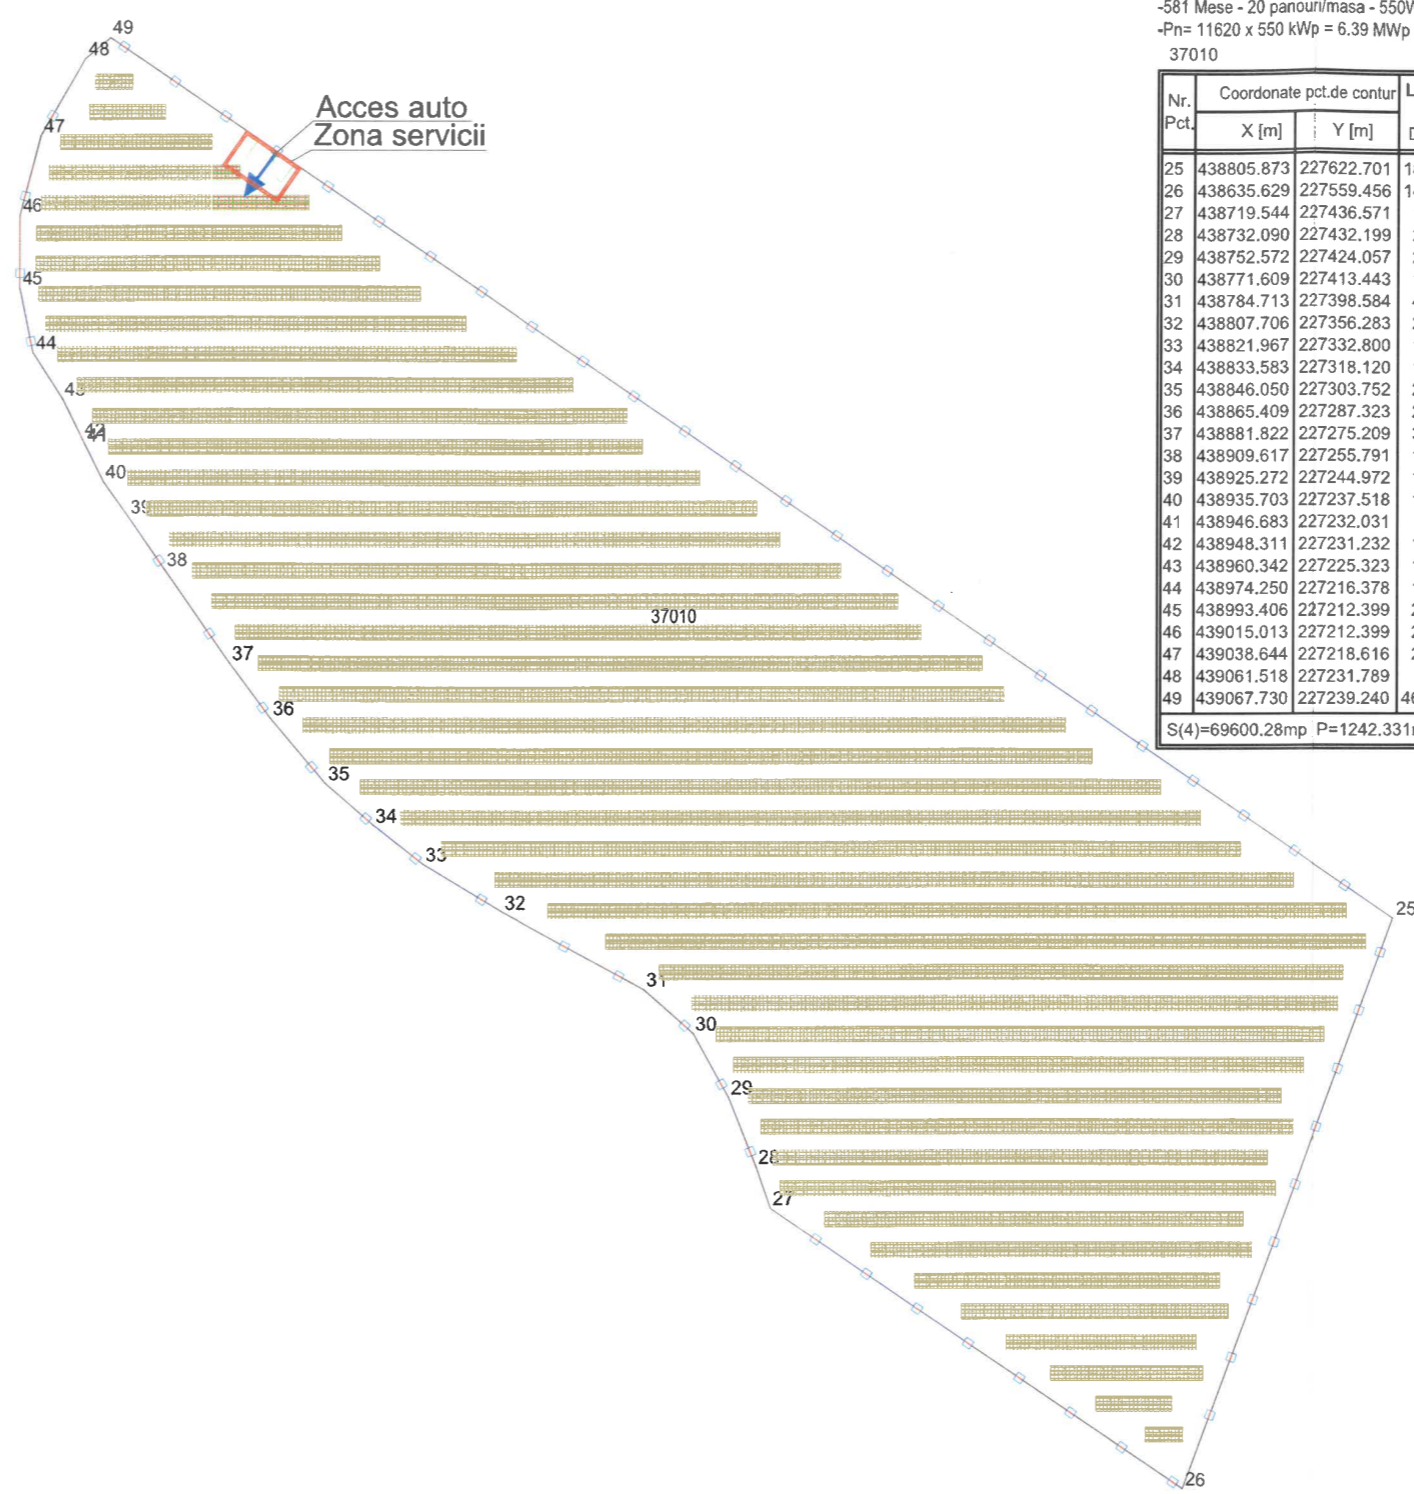 -581 Mese - 20 panouri/masa - 550W
-Pn= 11620 x 550 kWp = 6.39 MWp
37010
Nr. Pct. Coordonate pct.de contur
X [m] Y [m]
25 438805.873 227622.701
26 438635.629 227559.456
27 438719.544 227436.571
28 438732.090 227432.199
29 438752.572 227424.057
30 438771.609 227413.443
31 438784.713 227398.584
32 438807.706 227356.283
33 438821.967 227332.800
34 438833.583 227318.120
35 438846.050 227303.752
36 438865.409 227287.323
37 438881.822 227275.209
38 438909.617 227255.791
39 438925.272 227244.972
40 438935.703 227237.518
41 438946.683 227232.031
42 438948.311 227231.232
43 438960.342 227225.323
44 438974.250 227216.378
45 438993.406 227212.399
46 439015.013 227212.399
47 439038.644 227218.616
48 439061.518 227231.789
49 439067.730 227239.240
S(4)=69600.28mp P=1242.331
Acces auto
Zona servicii
49
48
47
46
45
44
43
42
41
40
39
38
37010
37
36
35
34
33
32
25
31
30
29
28
27
26